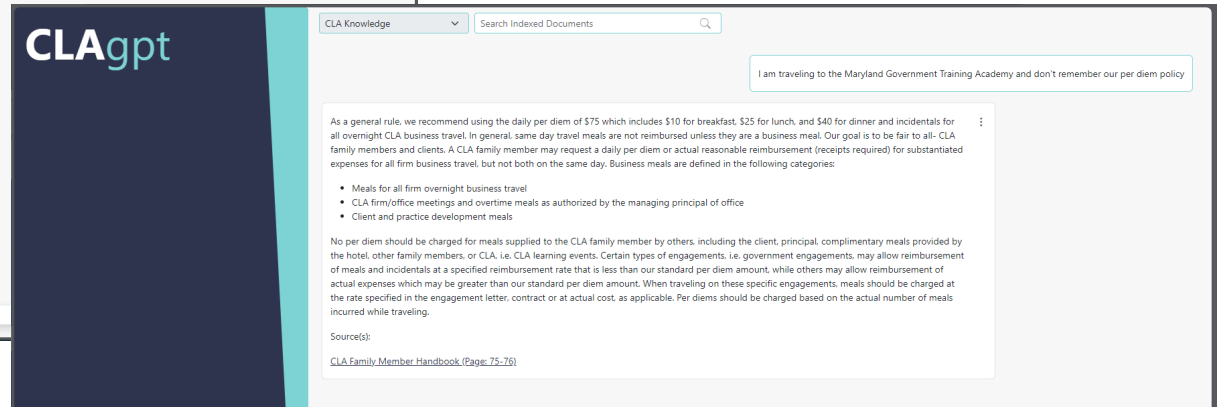 CLAgpt
CLA Knowledge
Search Indexed Documents
I am traveling to the Maryland Government Training Academy and don't remember our per diem policy
As a general rule, we recommend using the daily per diem of $75 which includes $10 for breakfast, $25 for lunch, and $40 for dinner and incidentals for
all overnight CLA business travel. In general, same day travel meals are not reimbursed unless they are a business meal. Our goal is to be fair to all- CLA
family members and clients. A CLA family member may request a daily per diem or actual reasonable reimbursement (receipts required) for substantiated
expenses for all firm business travel, but not both on the same day. Business meals are defined in the following categories:
• Meals for all firm overnight business travel
• CLA firm/office meetings and overtime meals as authorized by the managing principal of office
• Client and practice development meals
No per diem should be charged for meals supplied to the CLA family member by others, including the client, principal, complimentary meals provided by
the hotel, other family members, or CLA, i.e. CLA learning events. Certain types of engagements, i.e. government engagements, may allow reimbursement
of meals and incidentals at a specified reimbursement rate that is less than our standard per diem amount, while others may allow reimbursement of
actual expenses which may be greater than our standard per diem amount. When traveling on these specific engagements, meals should be charged at
the rate specified in the engagement letter, contract or at actual cost, as applicable. Per diems should be charged based on the actual number of meals
incurred while traveling.
Source(s):
CLA Family Member Handbook (Page: 75-76)